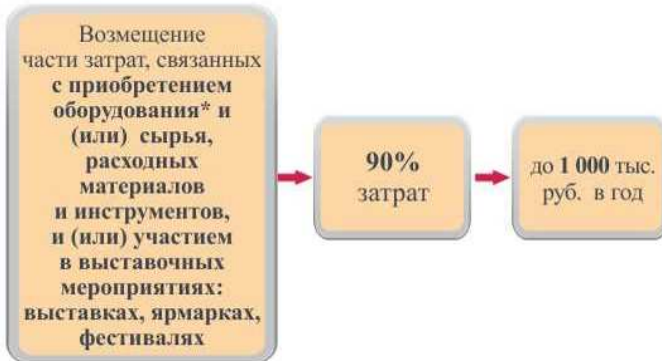 Возмещение
части затрат, связанных
с приобретением
оборудования* и
(или) сырья,
расходных
материалов
и инструментов,
и (или) участием
в выставочных
мероприятиях:
выставках, ярмарках,
фестивалях
90%
затрат
до 1 000 тыс.
руб. в год